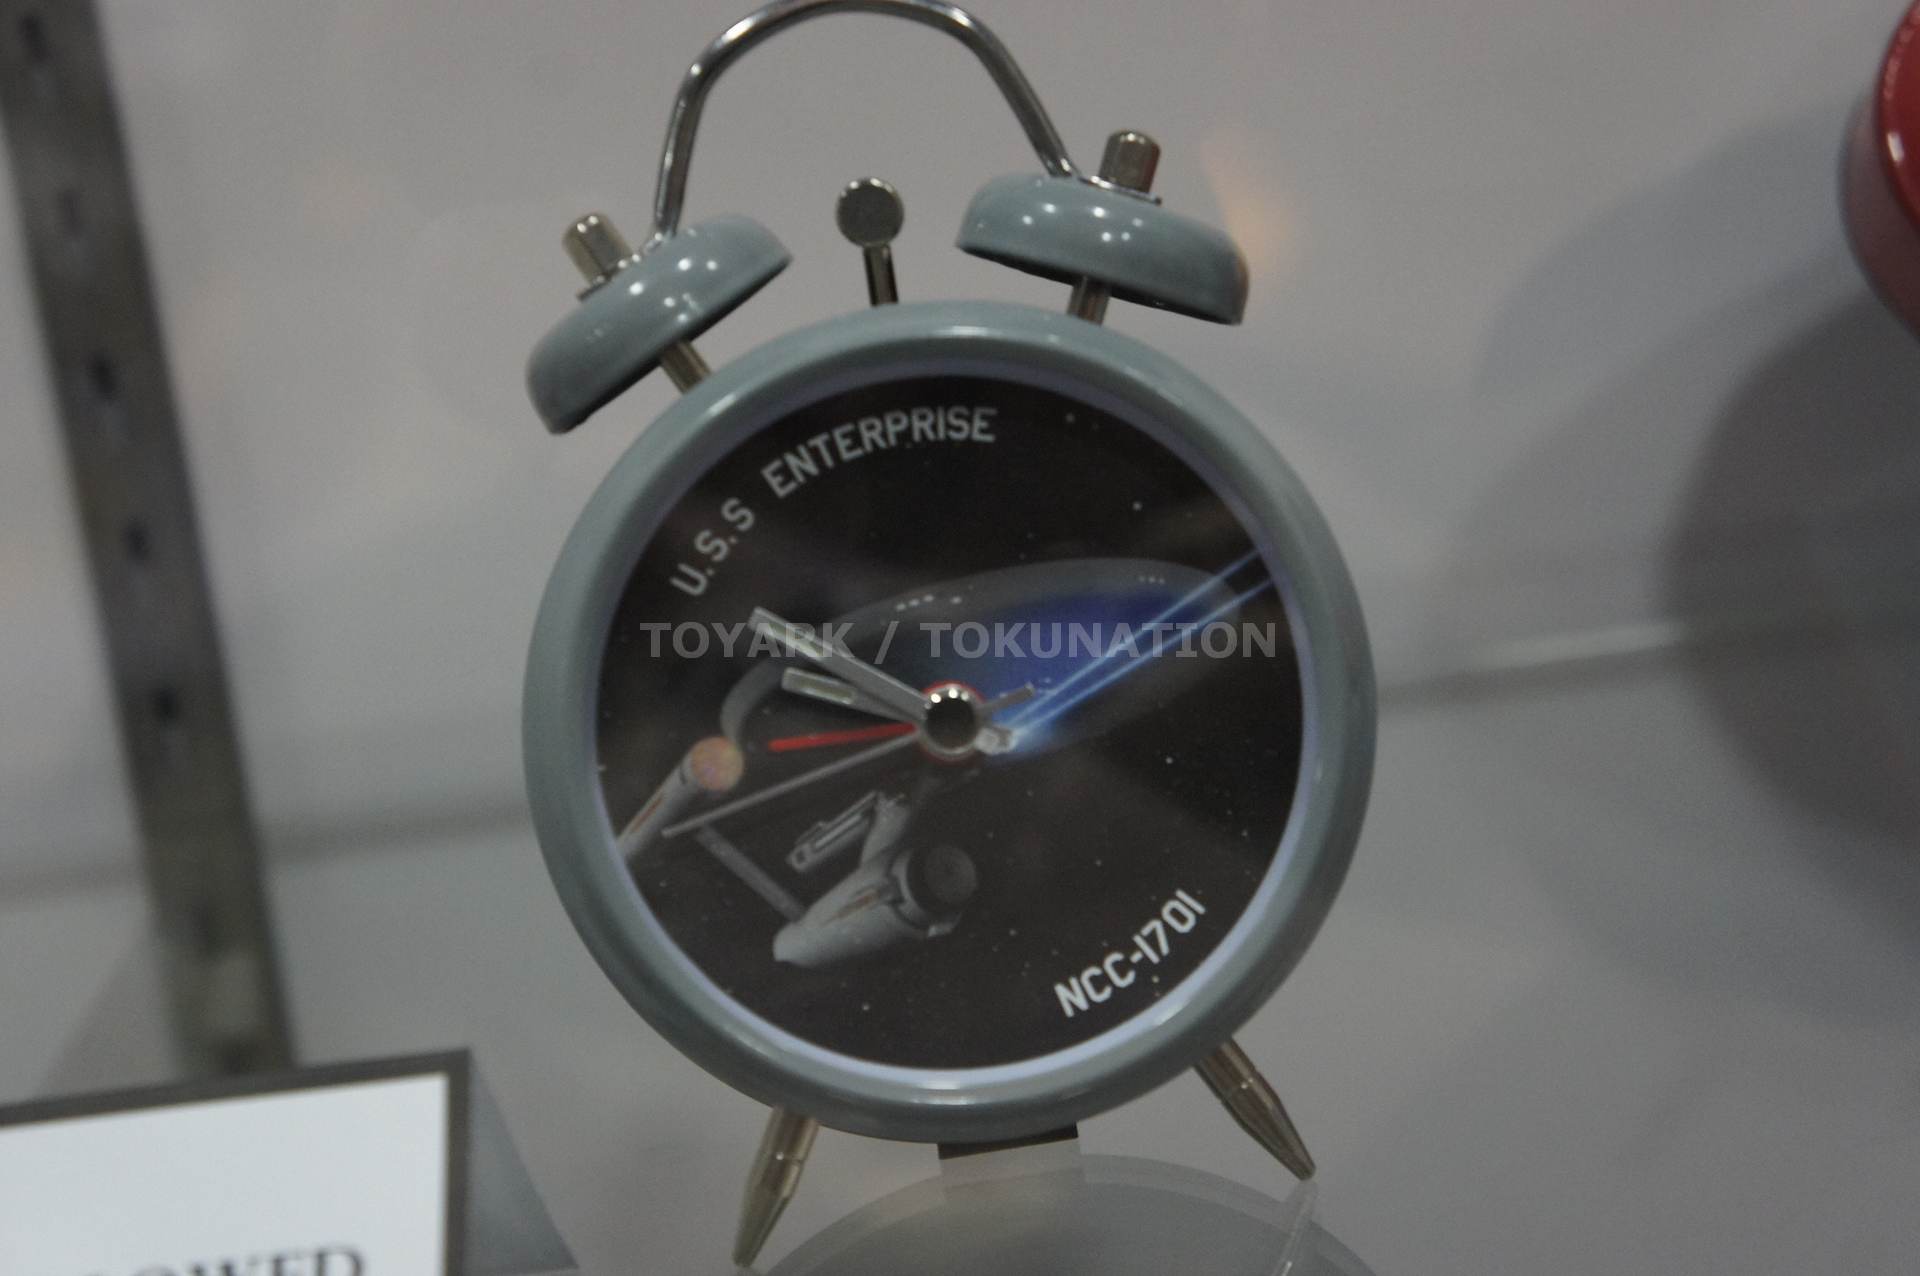 U.S.S ENTERPRISE
TOYARK / TOKUNATION
NCC-1701